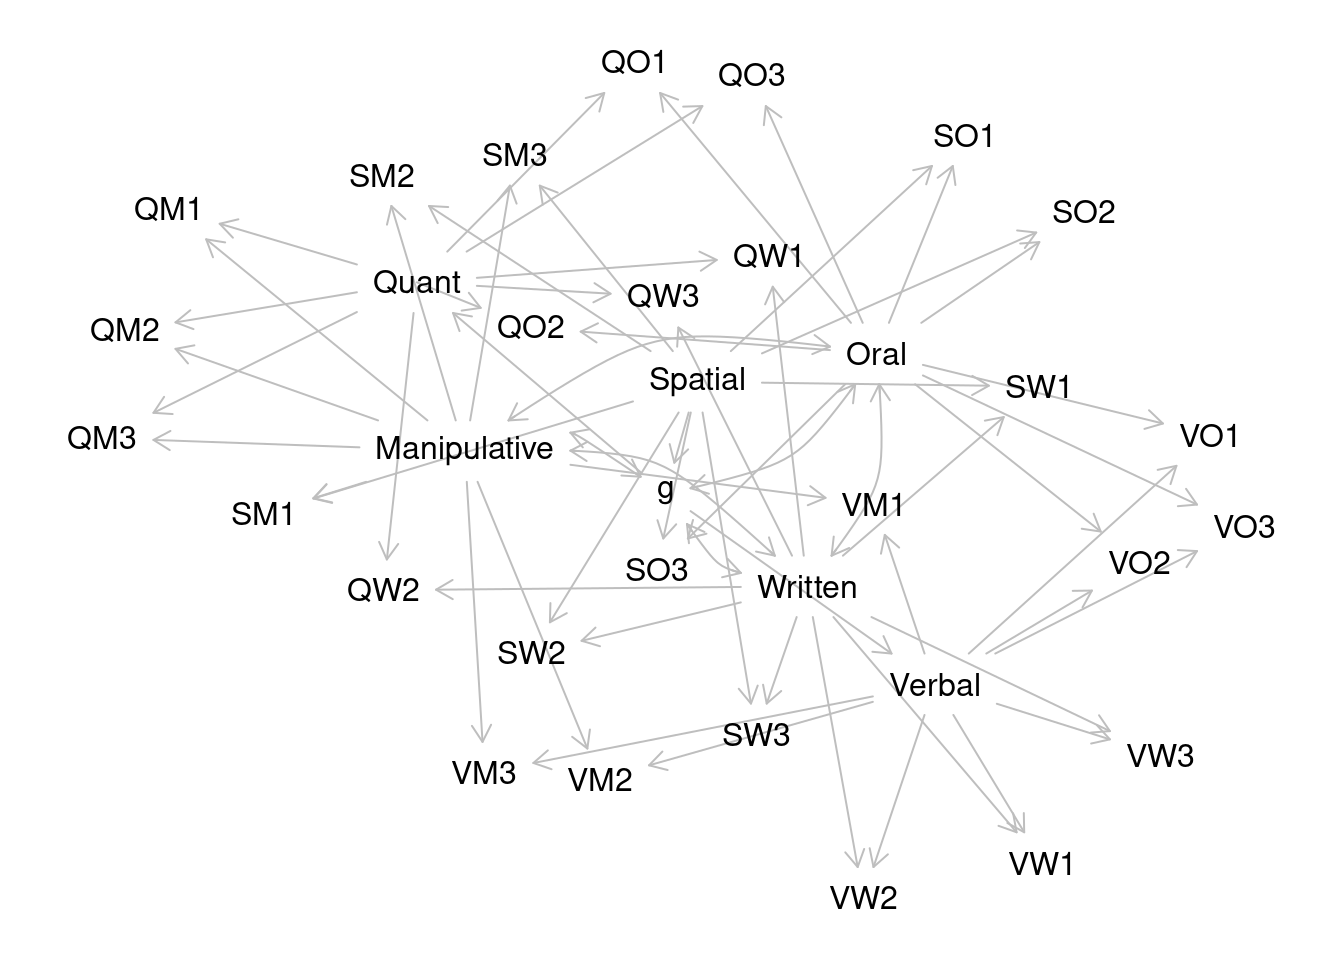 QO1
QO3
SO1
SM3
SM2
QM1
SO2
QW1
Quant
QW3
QO2
QM2
Oral
Spatial
SW1
VO1
QM3
Manipulative
g
VM1
SM1
VO3
VO2
SO3
Written
QW2
SW2
Verbal
SW3
VW3
VM3
VM2
VW1
VW2